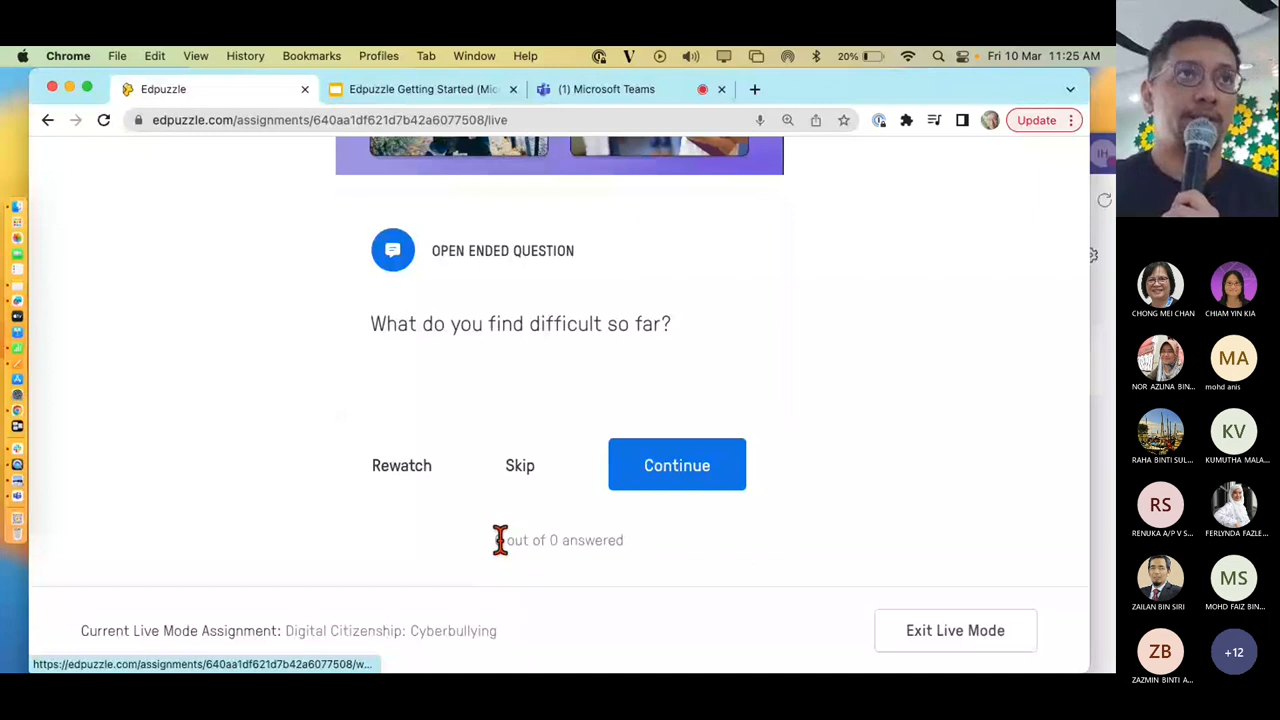 Chrome File Edit View History Bookmarks Profiles Tab Window Help V 20% Fri 10 Mar 11:25 AM
Edpuzzle Edpuzzle Getting Started (Mic (1) Microsoft Teams
edpuzzle.com/assignments/640aa1df621d7b42a6077508/live Update
IH
OPEN ENDED QUESTION
What do you find difficult so far?
Rewatch Skip Continue
out of 0 answered
Current Live Mode Assignment: Digital Citizenship: Cyberbullying Exit Live Mode
https://edpuzzle.com/assignments/640aa1df621d7b42a6077508/w...
CHONG MEI CHAN CHIAM YIN KIA
MA
NOR AZLINA BIN... mohd anis
KV
RAHA BINTI SUL... KUMUTHA MALA...
RS
RENUKA A/P V S... FERLYNDA FAZLE...
MS
ZAILAN BIN SIRI MOHD FAIZ BIN...
ZB +12
ZAZMIN BINTI A...